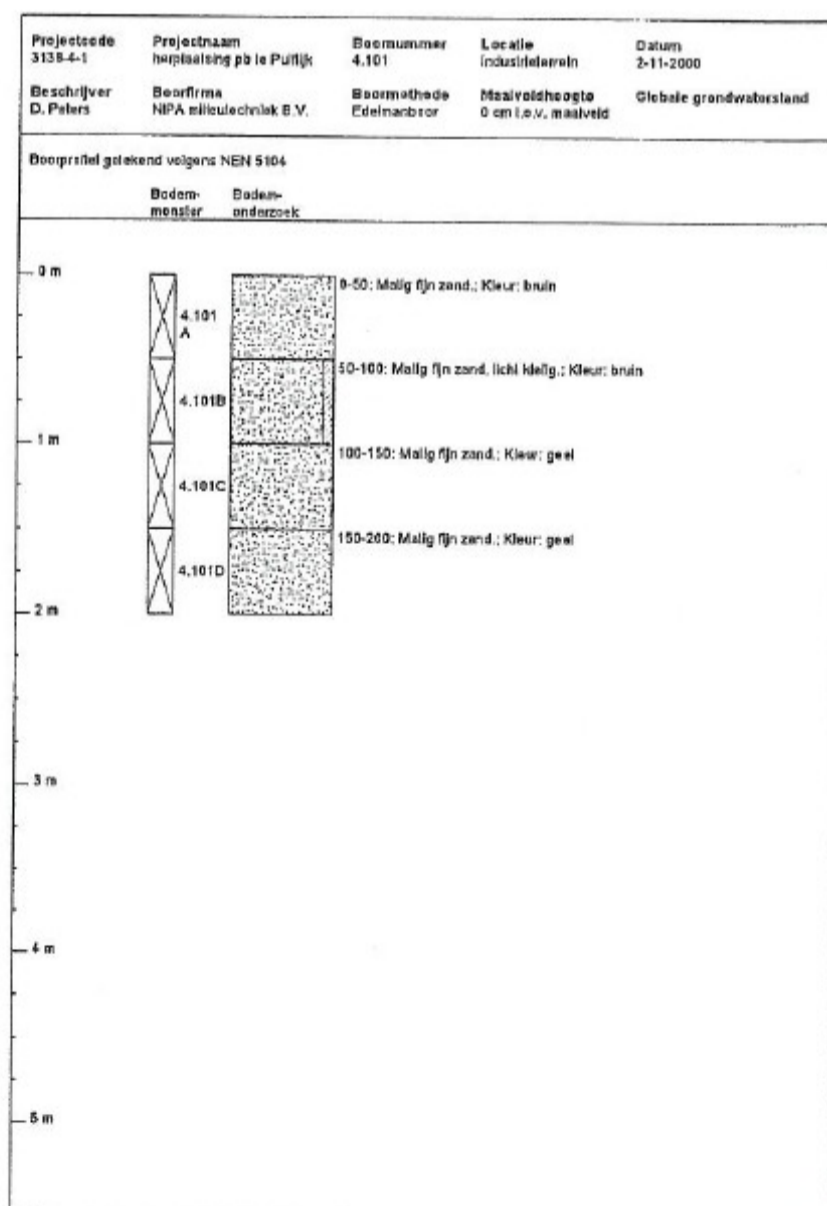 Projectcode Projectnaam Boornummer Locatie Datum
3138-4-1 herplaatsing pb te Puiflijk 4.101 industrieterrein 2-11-2000
Beschrijver Boorfirma Boormethode Maaiveldhoogte Globale grondwaterstand
D. Peters NIPA milieutechniek B.V. Edelmanboor 0 cm t.o.v. maaiveld
Boorprofiel getekend volgens NEN 5104
Bodem- Bodem-
monster onderzoek
0 m
0-50: Matig fijn zand.; Kleur: bruin
4.101
A
50-100: Matig fijn zand, licht kleiig.; Kleur: bruin
4.101B
1 m
100-150: Matig fijn zand.; Kleur: geel
4.101C
150-200: Matig fijn zand.; Kleur: geel
4.101D
2 m
3 m
4 m
5 m